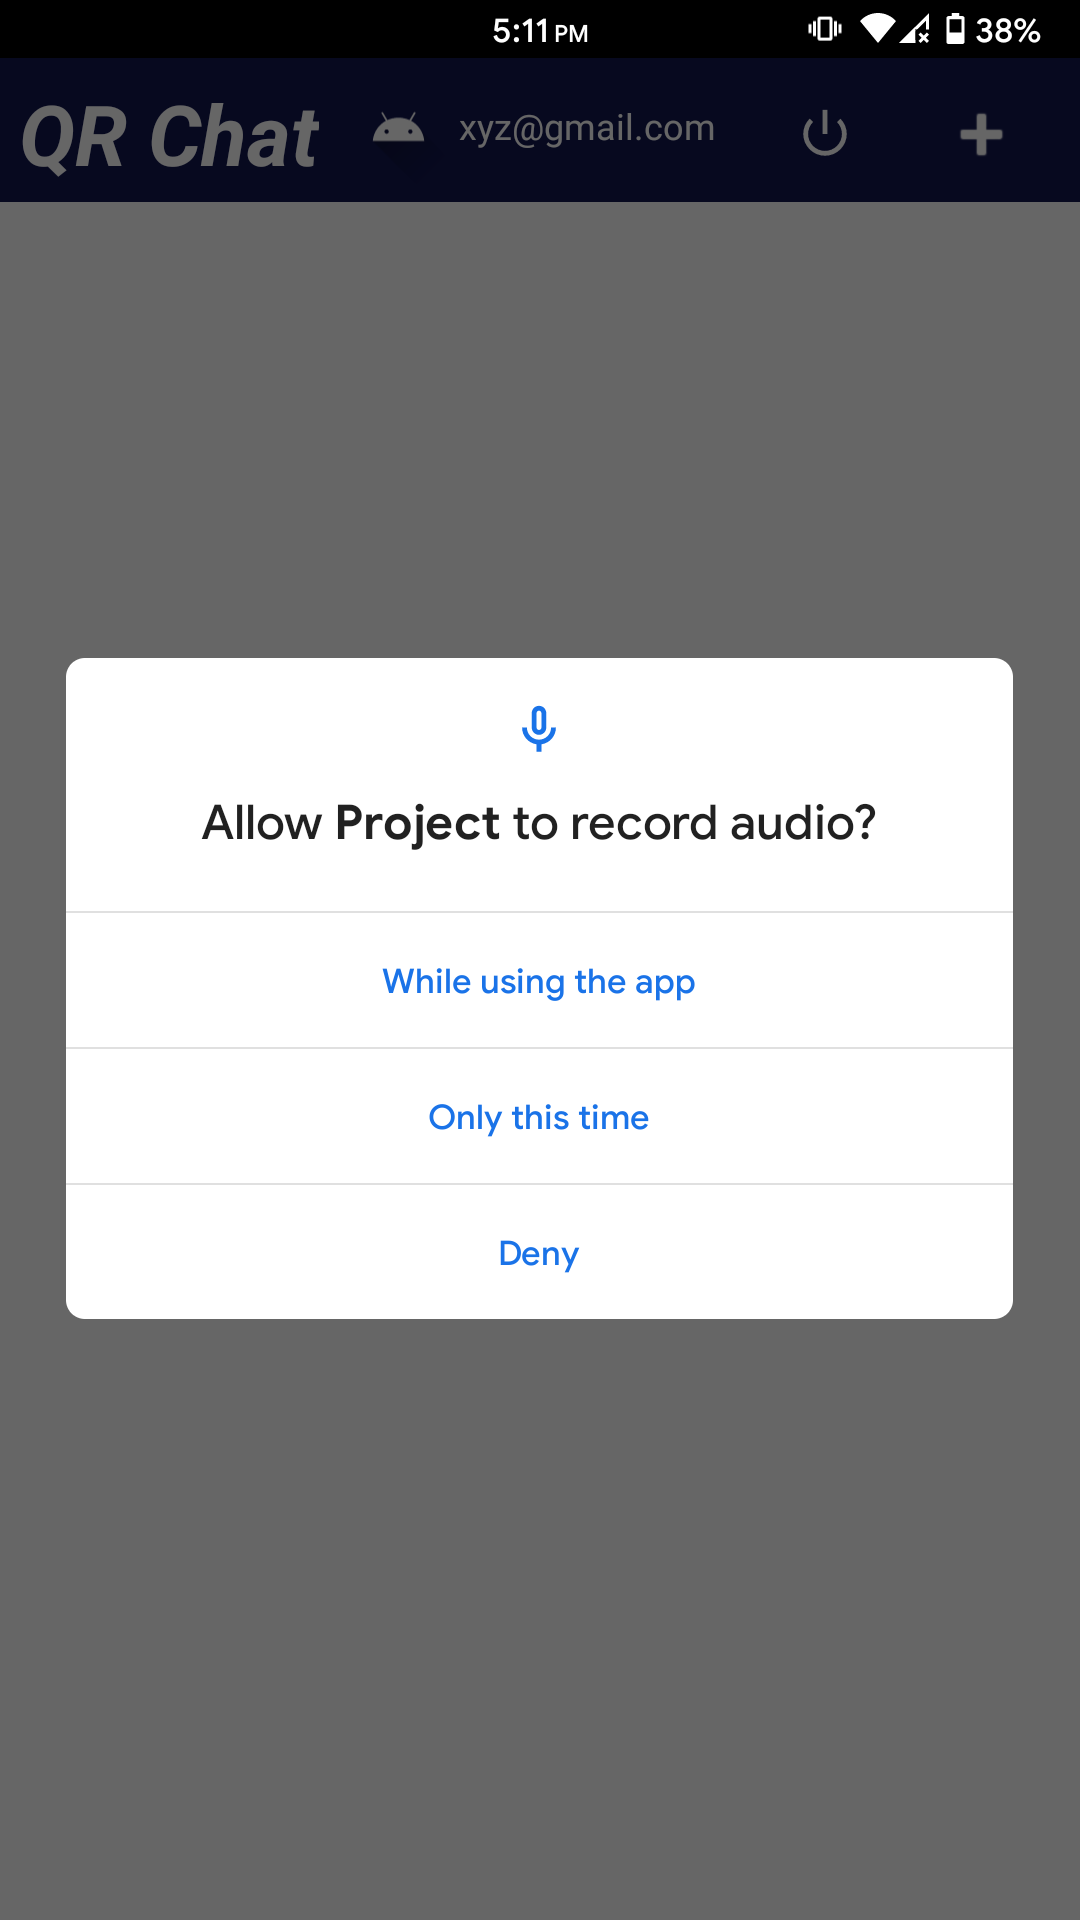 5:11 PM 38%
QR Chat xyz@gmail.com
Allow Project to record audio?
While using the app
Only this time
Deny